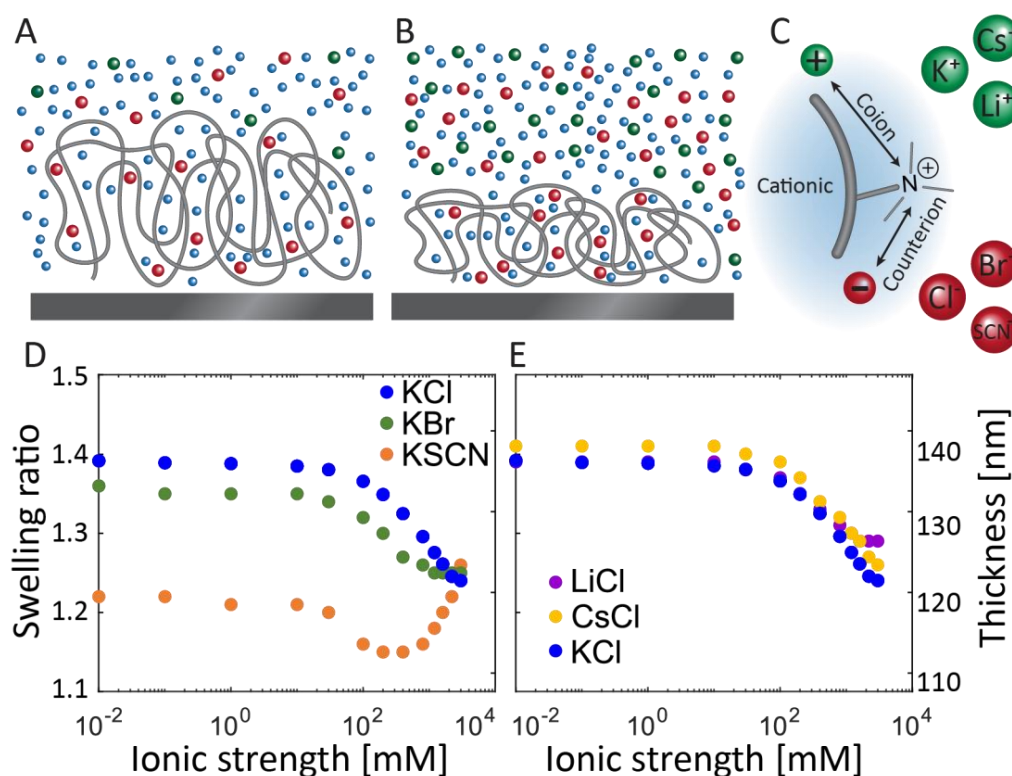 A
B
C
+
Coion
Cationic
N
+
Counterion
−
K⁺
Cs⁺
Li⁺
Br⁻
Cl⁻
SCN⁻
D
1.5
1.4
1.3
1.2
1.1
Swelling ratio
KCl
KBr
KSCN
10⁻² 10⁰ 10² 10⁴
Ionic strength [mM]
E
LiCl
CsCl
KCl
140
130
120
110
Thickness [nm]
10⁻² 10⁰ 10² 10⁴
Ionic strength [mM]